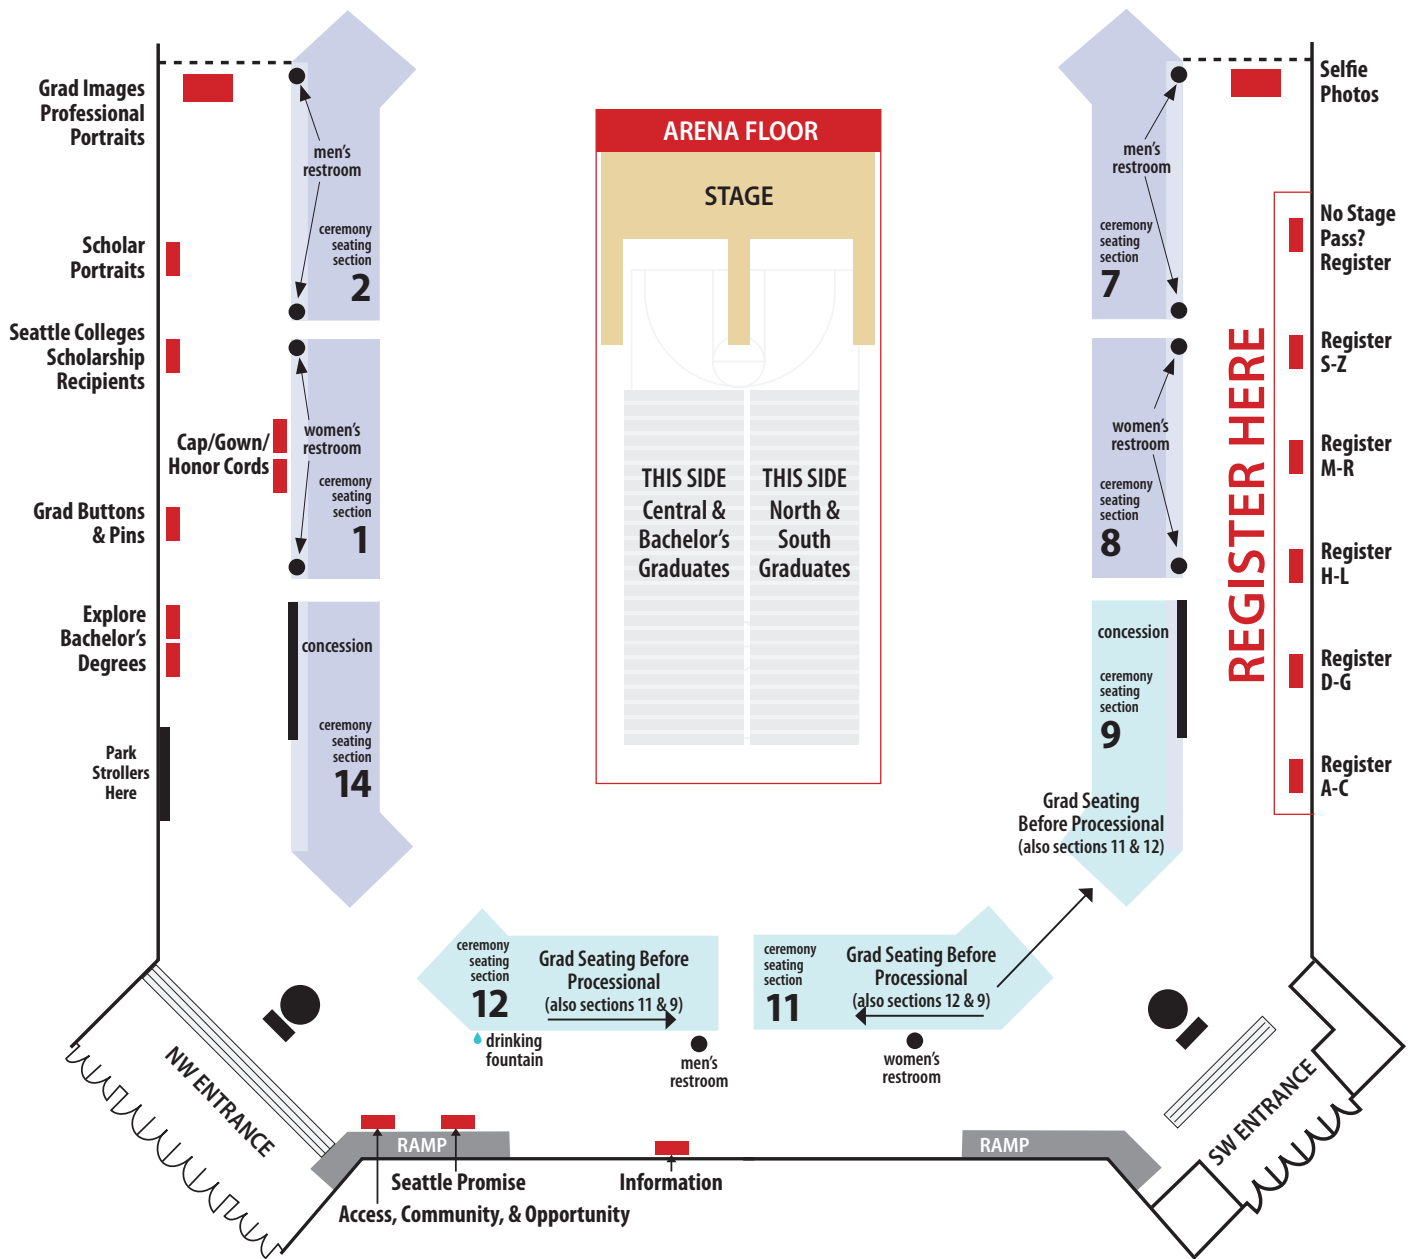 Grad Images
Professional
Portraits
men's
restroom
ceremony
seating
section
2
Scholar
Portraits
Seattle Colleges
Scholarship
Recipients
Cap/Gown/
Honor Cords
women's
restroom
ceremony
seating
section
1
Grad Buttons
& Pins
Explore
Bachelor's
Degrees
concession
ceremony
seating
section
14
Park
Strollers
Here
ARENA FLOOR
STAGE
THIS SIDE
Central &
Bachelor's
Graduates
THIS SIDE
North &
South
Graduates
men's
restroom
ceremony
seating
section
7
women's
restroom
ceremony
seating
section
8
concession
ceremony
seating
section
9
Grad Seating
Before Processional
(also sections 11 & 12)
Selfie
Photos
No Stage
Pass?
Register
REGISTER HERE
Register
S-Z
Register
M-R
Register
H-L
Register
D-G
Register
A-C
ceremony
seating
section
12
Grad Seating Before
Processional
(also sections 11 & 9)
drinking
fountain
men's
restroom
ceremony
seating
section
11
Grad Seating Before
Processional
(also sections 12 & 9)
women's
restroom
NW ENTRANCE
SW ENTRANCE
RAMP
RAMP
Seattle Promise
Information
Access, Community, & Opportunity